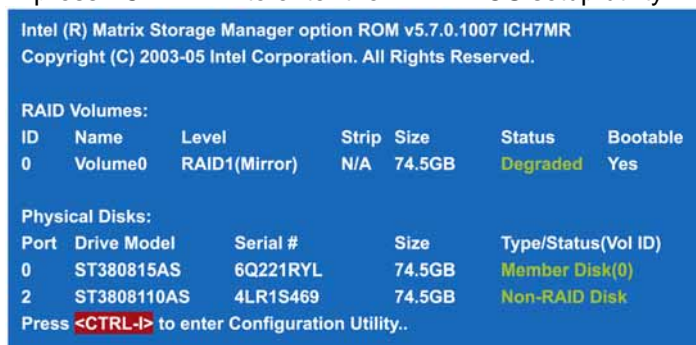 Intel (R) Matrix Storage Manager option ROM v5.7.0.1007 ICH7MR
Copyright (C) 2003-05 Intel Corporation. All Rights Reserved.
RAID Volumes:
ID Name Level Strip Size Status Bootable
0 Volume0 RAID1(Mirror) N/A 74.5GB Degraded Yes
Physical Disks:
Port Drive Model Serial # Size Type/Status(Vol ID)
0 ST380815AS 6Q221RYL 74.5GB Member Disk(0)
2 ST3808110AS 4LR1S469 74.5GB Non-RAID Disk
Press <CTRL-I> to enter Configuration Utility..